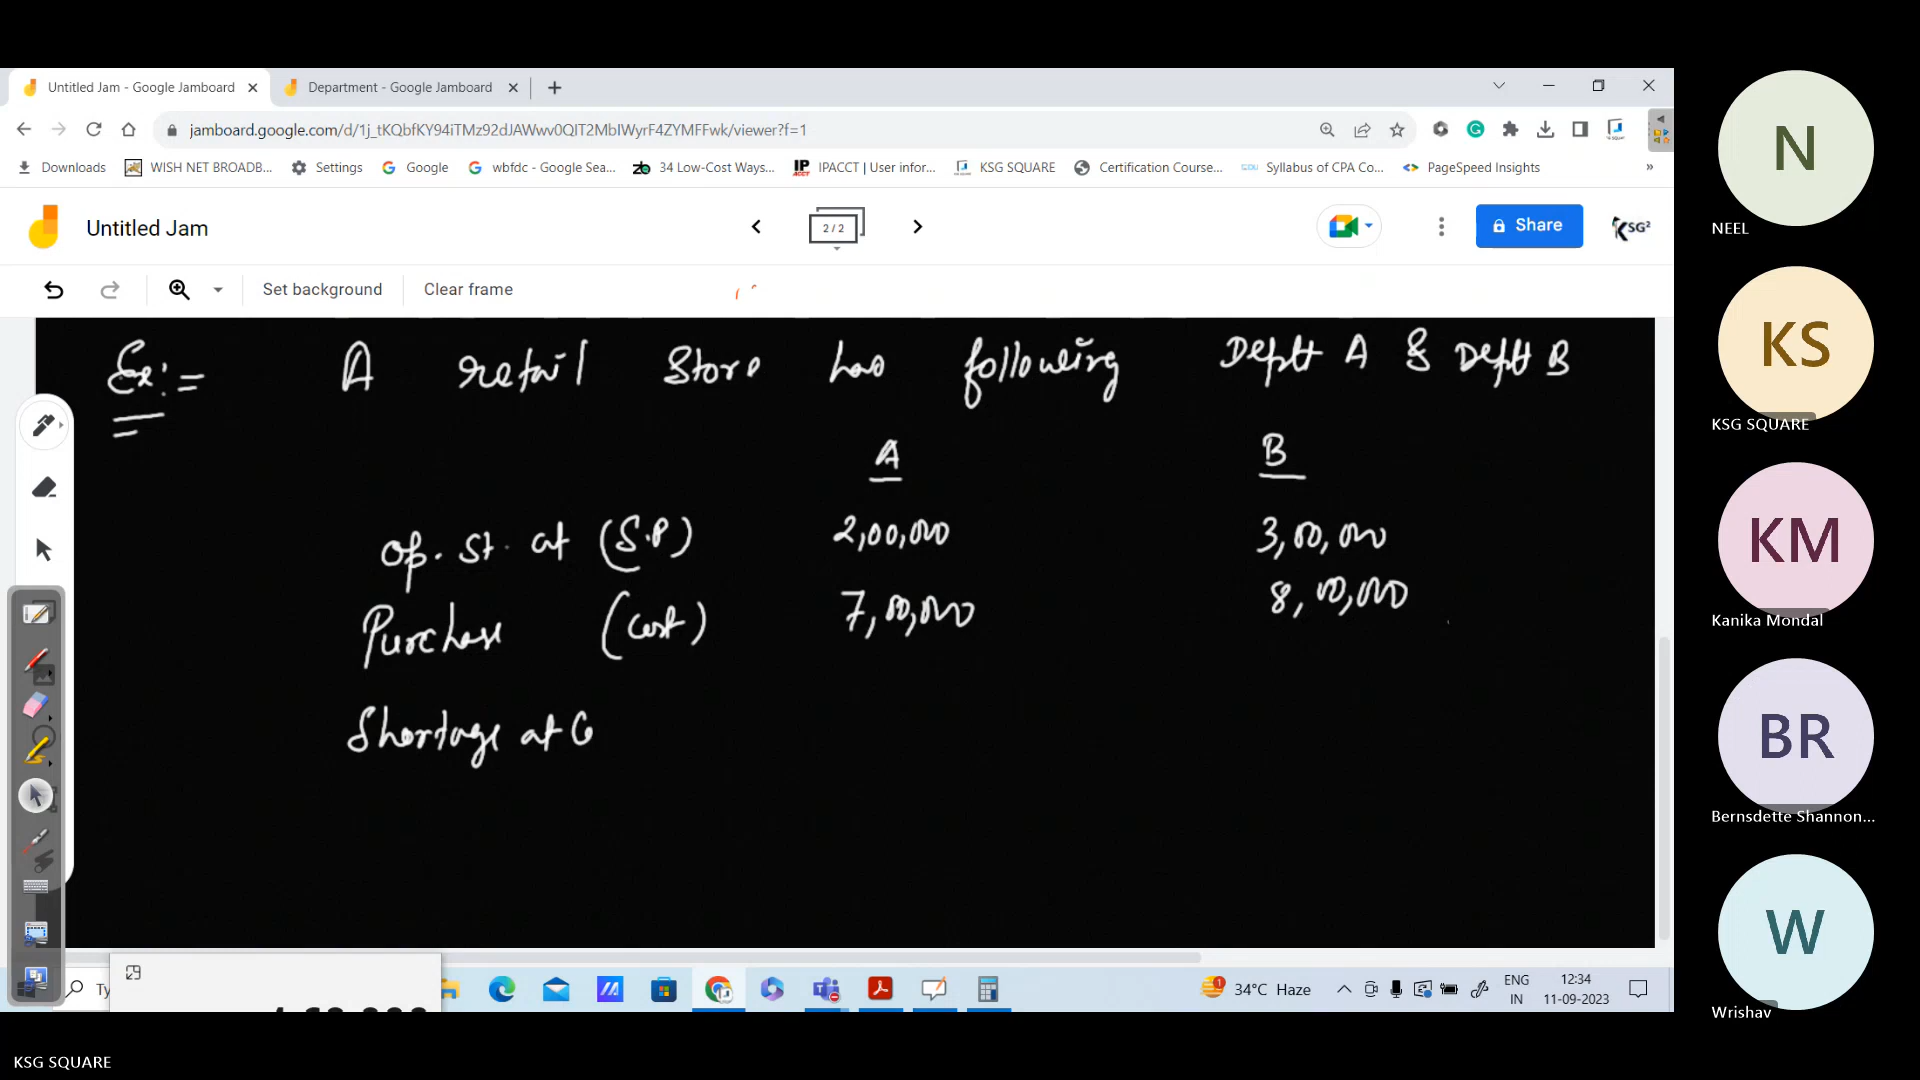 Untitled Jam - Google Jamboard
Department - Google Jamboard
jamboard.google.com/d/1j_tKQbfKY94iTMz92dJAWwv0QIT2MbIWyrF4ZYMFFwk/viewer?f=1
Downloads WISH NET BROADB... Settings Google wbfdc - Google Sea... 34 Low-Cost Ways... IPACCT | User infor... KSG SQUARE Certification Course... Syllabus of CPA Co... PageSpeed Insights »
Untitled Jam 2 / 2 Share KSG²
Set background Clear frame
Ex:= A retail store has following Deptt A & Deptt B
A B
Op. St. at (S.P) 2,00,000 3,00,000
Purchase (Cost) 7,00,000 8,00,000
Shortage at C
Ty
34°C Haze
ENG
IN
12:34
11-09-2023
KSG SQUARE
N
NEEL
KS
KSG SQUARE
KM
Kanika Mondal
BR
Bernsdette Shannon...
W
Wrishav